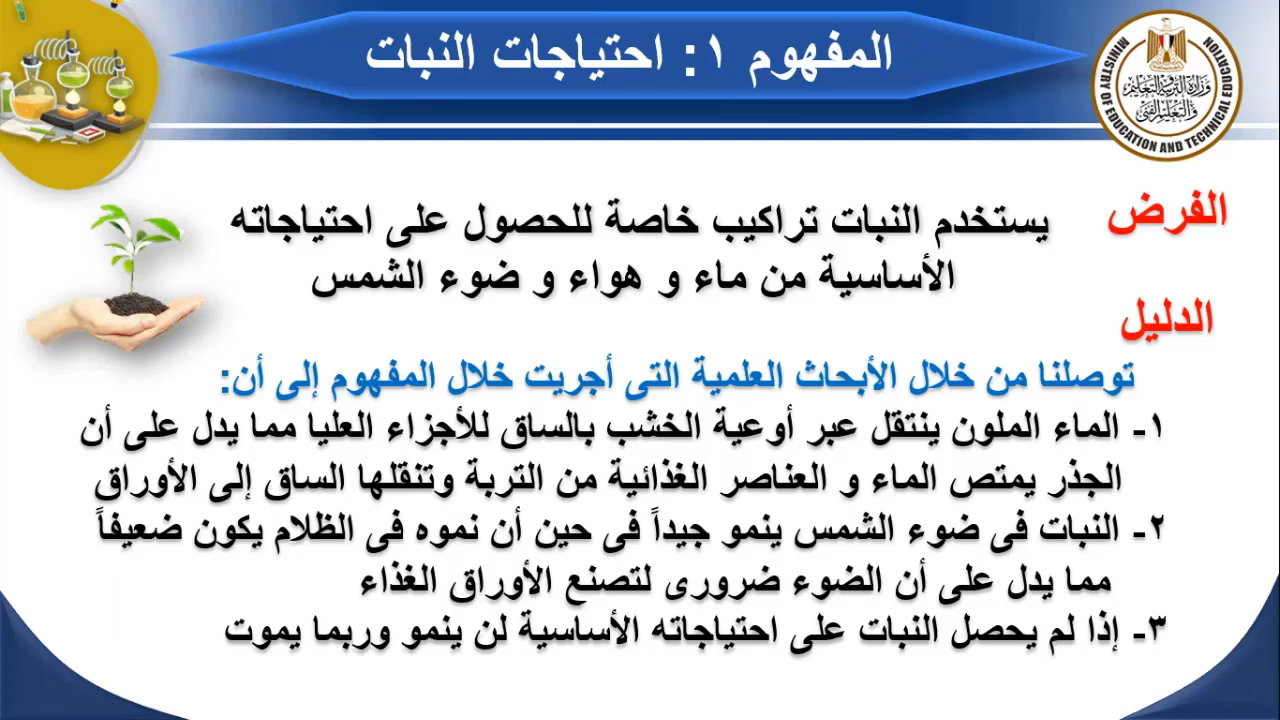 المفهوم ١: احتياجات النبات
وزارة التربية والتعليم
والتعليم الفنى
MINISTRY OF EDUCATION AND TECHNICAL EDUCATION
الفرض
يستخدم النبات تراكيب خاصة للحصول على احتياجاته
الأساسية من ماء و هواء و ضوء الشمس
الدليل
توصلنا من خلال الأبحاث العلمية التى أجريت خلال المفهوم إلى أن:
١- الماء الملون ينتقل عبر أوعية الخشب بالساق للأجزاء العليا مما يدل على أن
الجذر يمتص الماء و العناصر الغذائية من التربة وتنقلها الساق إلى الأوراق
٢- النبات فى ضوء الشمس ينمو جيداً فى حين أن نموه فى الظلام يكون ضعيفاً
مما يدل على أن الضوء ضرورى لتصنع الأوراق الغذاء
٣- إذا لم يحصل النبات على احتياجاته الأساسية لن ينمو وربما يموت